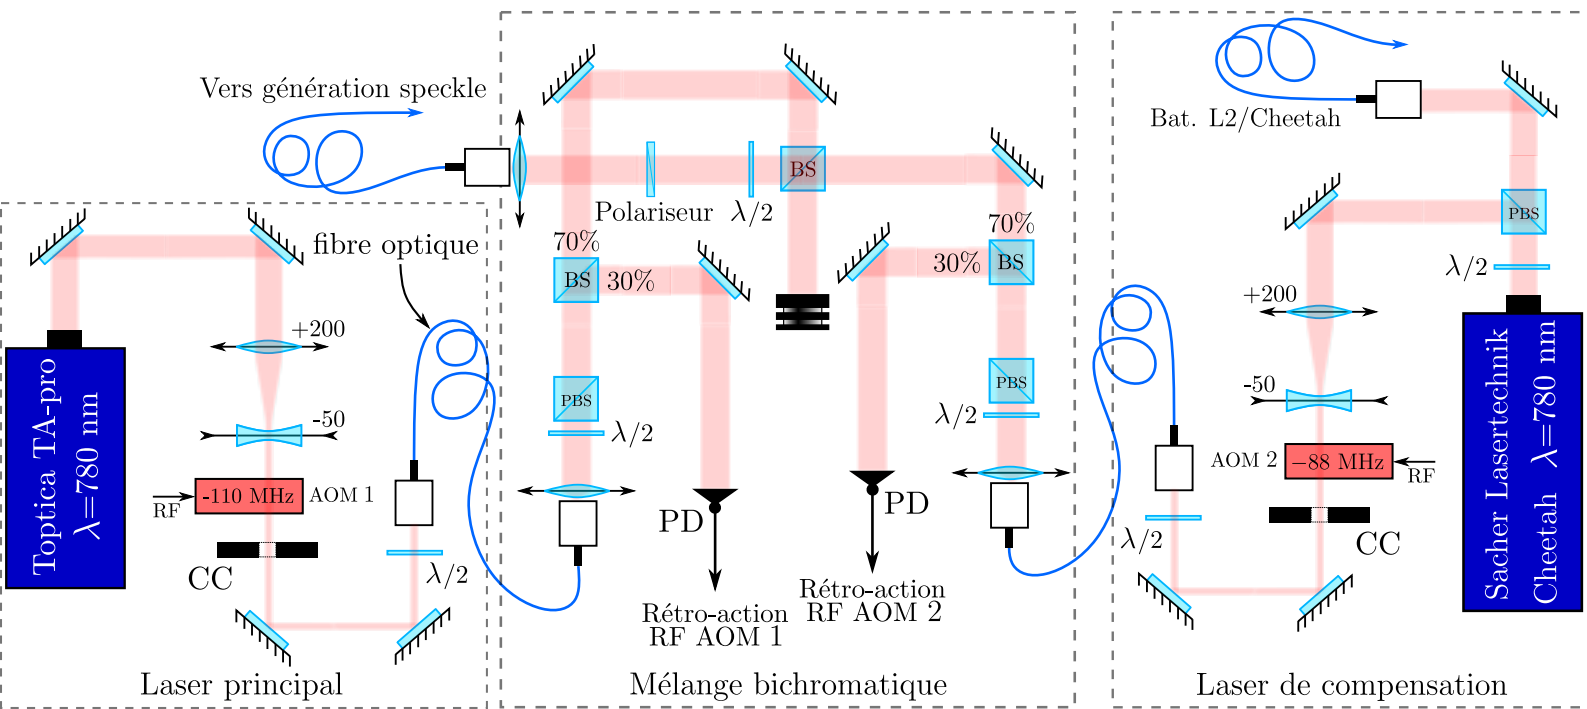 Vers génération speckle
fibre optique
+200
-50
Toptica TA-pro
λ=780 nm
-110 MHz
AOM 1
RF
CC
λ/2
Laser principal
Polariseur
λ/2
BS
70%
BS
30%
PBS
λ/2
PD
Rétro-action
RF AOM 1
70%
30%
BS
PBS
λ/2
PD
Rétro-action
RF AOM 2
Mélange bichromatique
Bat. L2/Cheetah
PBS
λ/2
+200
-50
AOM 2
−88 MHz
RF
CC
λ/2
Sacher Lasertechnik
Cheetah λ=780 nm
Laser de compensation